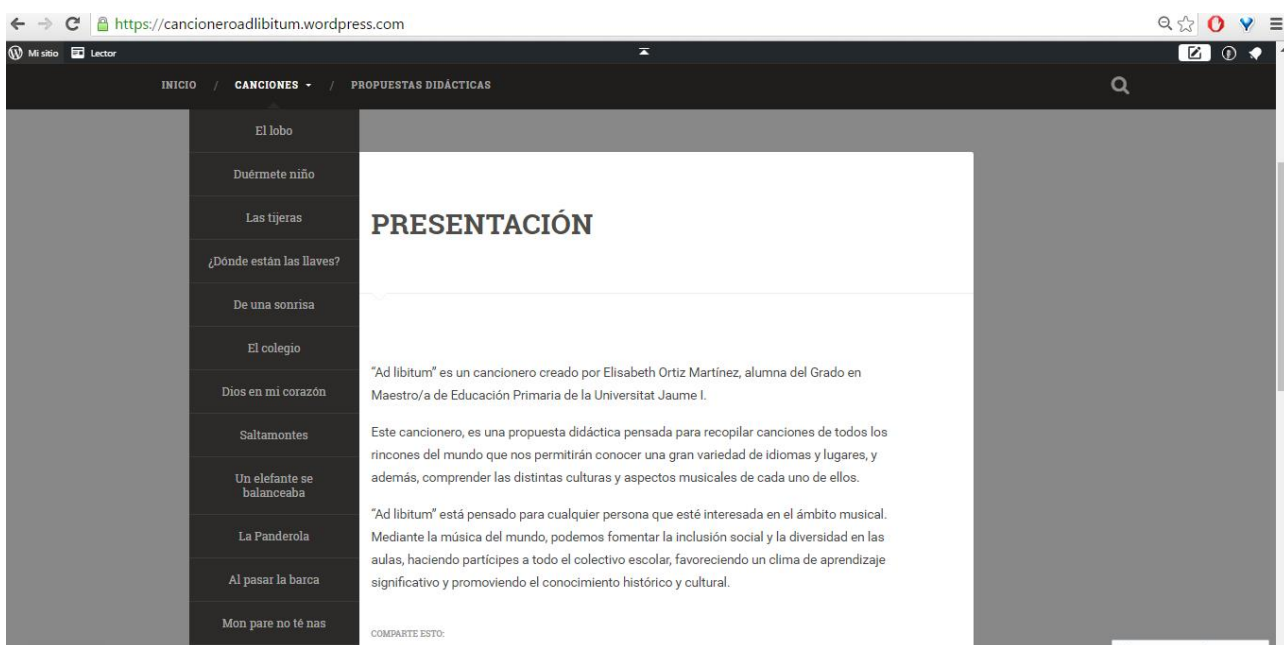 https://cancioneroadlibitum.wordpress.com
Mi sitio Lector
INICIO / CANCIONES / PROPUESTAS DIDÁCTICAS
El lobo
Duérmete niño
Las tijeras
¿Dónde están las llaves?
De una sonrisa
El colegio
Dios en mi corazón
Saltamontes
Un elefante se
balanceaba
La Panderola
Al pasar la barca
Mon pare no té nas
PRESENTACIÓN
“Ad libitum” es un cancionero creado por Elisabeth Ortiz Martínez, alumna del Grado en
Maestro/a de Educación Primaria de la Universitat Jaume I.
Este cancionero, es una propuesta didáctica pensada para recopilar canciones de todos los
rincones del mundo que nos permitirán conocer una gran variedad de idiomas y lugares, y
además, comprender las distintas culturas y aspectos musicales de cada uno de ellos.
“Ad libitum” está pensado para cualquier persona que esté interesada en el ámbito musical.
Mediante la música del mundo, podemos fomentar la inclusión social y la diversidad en las
aulas, haciendo partícipes a todo el colectivo escolar, favoreciendo un clima de aprendizaje
significativo y promoviendo el conocimiento histórico y cultural.
COMPARTE ESTO: